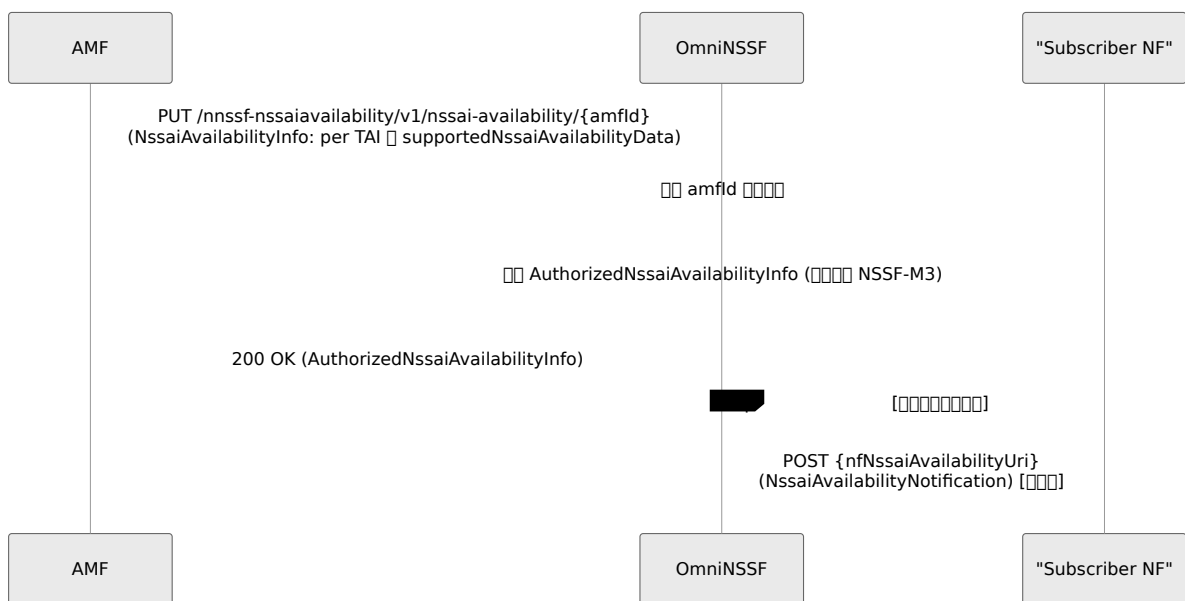 AMF
OmniNSSF
"Subscriber NF"
PUT /nnssf-nssaiavailability/v1/nssai-availability/{amfId}
(NssaiAvailabilityInfo: per TAI supportedNssaiAvailabilityData)
amfId
AuthorizedNssaiAvailabilityInfo ( NSSF-M3)
200 OK (AuthorizedNssaiAvailabilityInfo)
POST {nfNssaiAvailabilityUri}
(NssaiAvailabilityNotification)
AMF
OmniNSSF
"Subscriber NF"